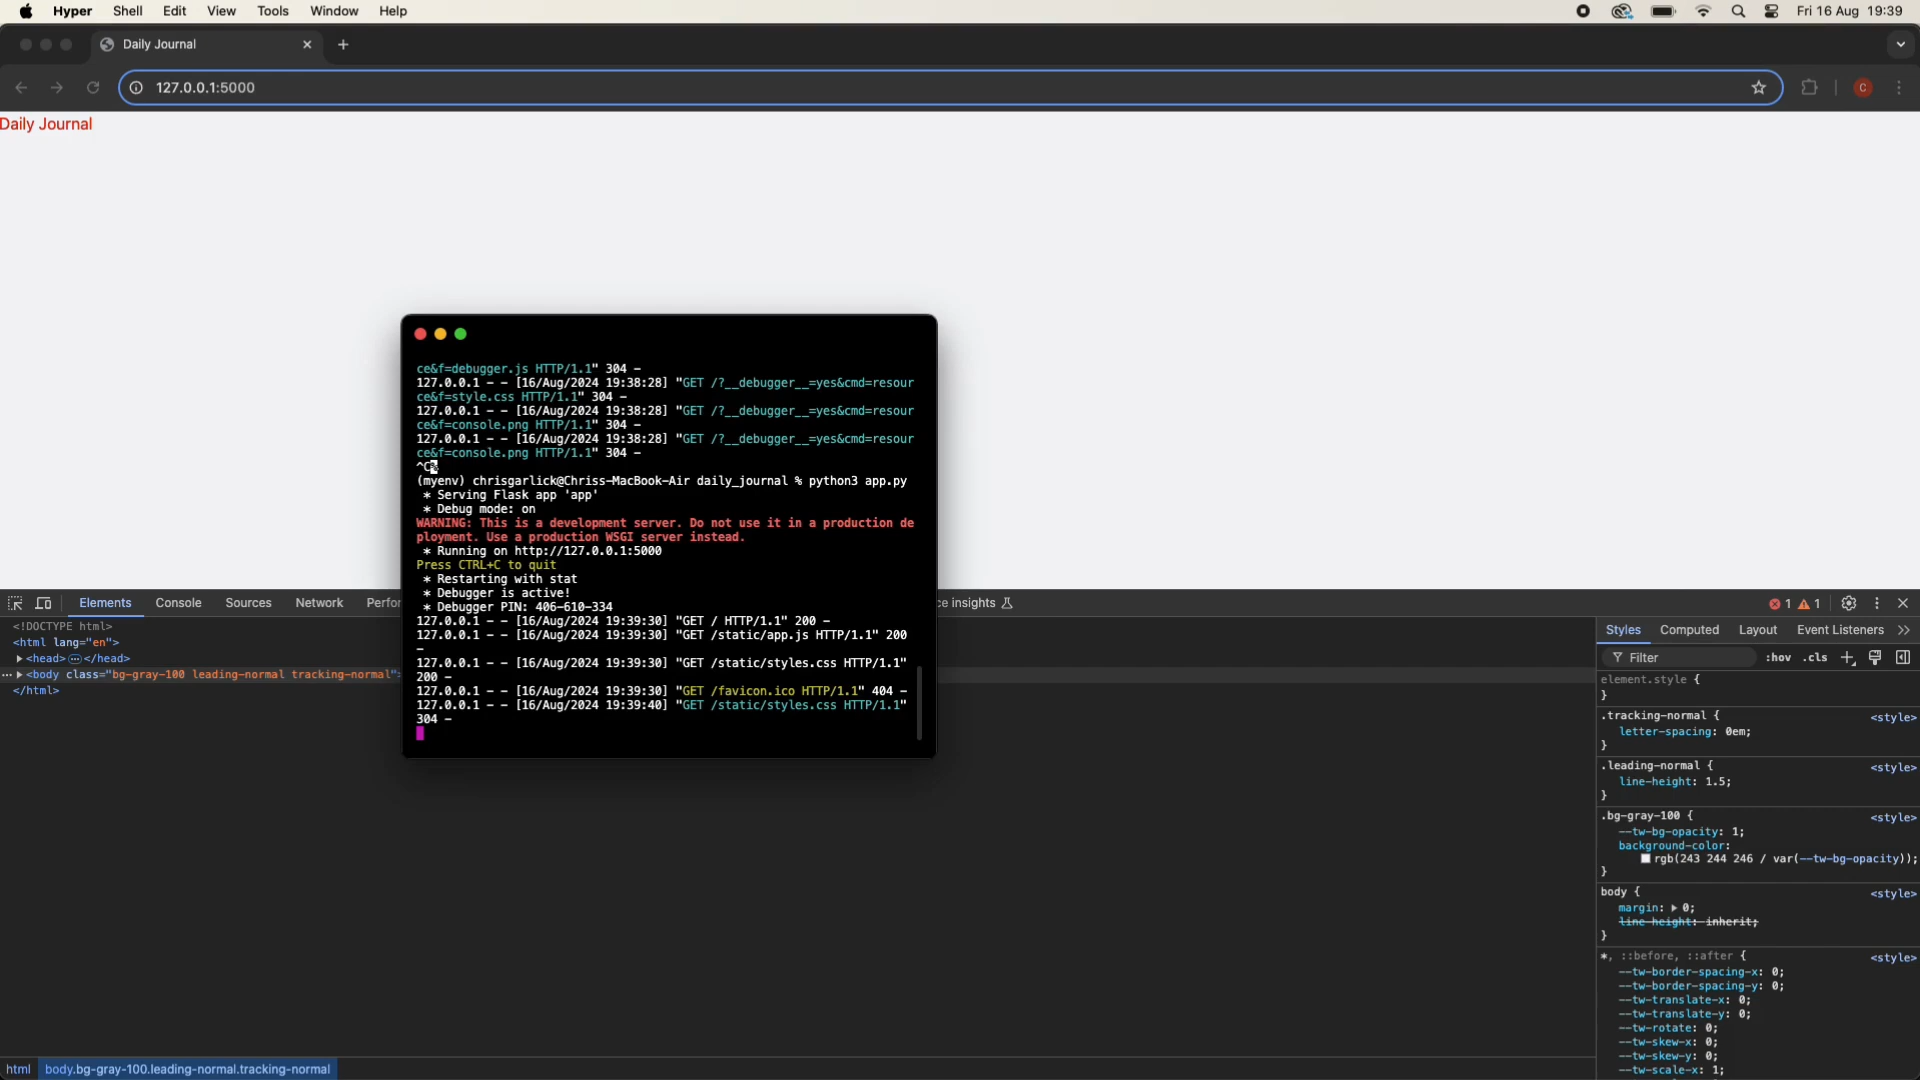 Hyper Shell Edit View Tools Window Help Fri 16 Aug 19:39
Daily Journal
127.0.0.1:5000
C
Daily Journal
ce&f=debugger.js HTTP/1.1" 304 -
127.0.0.1 - - [16/Aug/2024 19:38:28] "GET /?__debugger__=yes&cmd=resour
ce&f=style.css HTTP/1.1" 304 -
127.0.0.1 - - [16/Aug/2024 19:38:28] "GET /?__debugger__=yes&cmd=resour
ce&f=console.png HTTP/1.1" 304 -
127.0.0.1 - - [16/Aug/2024 19:38:28] "GET /?__debugger__=yes&cmd=resour
ce&f=console.png HTTP/1.1" 304 -
^C%
(myenv) chrisgarlick@Chriss-MacBook-Air daily_journal % python3 app.py
* Serving Flask app 'app'
* Debug mode: on
WARNING: This is a development server. Do not use it in a production de
ployment. Use a production WSGI server instead.
* Running on http://127.0.0.1:5000
Press CTRL+C to quit
* Restarting with stat
* Debugger is active!
* Debugger PIN: 406-610-334
127.0.0.1 - - [16/Aug/2024 19:39:30] "GET / HTTP/1.1" 200 -
127.0.0.1 - - [16/Aug/2024 19:39:30] "GET /static/app.js HTTP/1.1" 200
-
127.0.0.1 - - [16/Aug/2024 19:39:30] "GET /static/styles.css HTTP/1.1"
200 -
127.0.0.1 - - [16/Aug/2024 19:39:30] "GET /favicon.ico HTTP/1.1" 404 -
127.0.0.1 - - [16/Aug/2024 19:39:40] "GET /static/styles.css HTTP/1.1"
304 -
Elements Console Sources Network Perfor ce insights 1 1
<!DOCTYPE html>
<html lang="en">
<head> </head>
<body class="bg-gray-100 leading-normal tracking-normal">
</html>
Styles Computed Layout Event Listeners
Filter :hov .cls
element.style {
}
.tracking-normal { <style>
letter-spacing: 0em;
}
.leading-normal { <style>
line-height: 1.5;
}
.bg-gray-100 { <style>
--tw-bg-opacity: 1;
background-color:
rgb(243 244 246 / var(--tw-bg-opacity));
}
body { <style>
margin: 0;
line-height: inherit;
}
*, ::before, ::after { <style>
--tw-border-spacing-x: 0;
--tw-border-spacing-y: 0;
--tw-translate-x: 0;
--tw-translate-y: 0;
--tw-rotate: 0;
--tw-skew-x: 0;
--tw-skew-y: 0;
--tw-scale-x: 1;
html body.bg-gray-100.leading-normal.tracking-normal